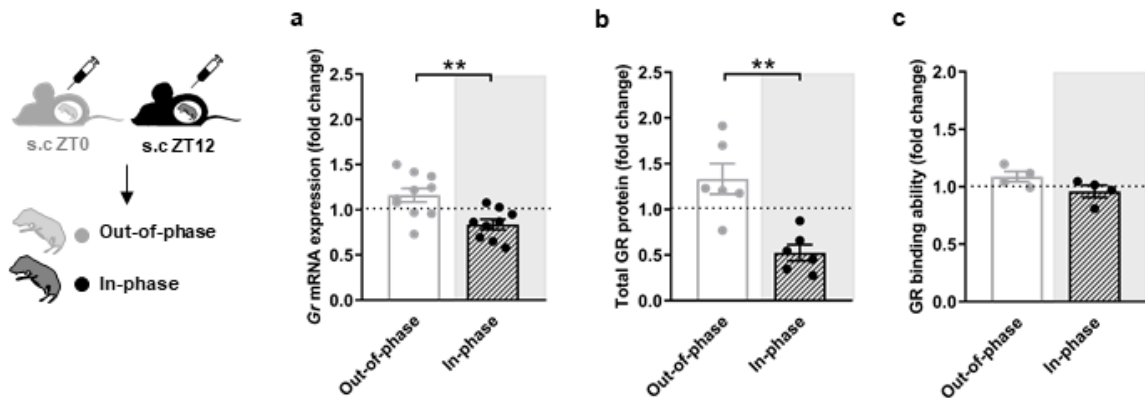 s.c ZT0
s.c ZT12
Out-of-phase
In-phase
a
Gr mRNA expression (fold change)
2.5
2.0
1.5
1.0
0.5
0.0
**
Out-of-phase
In-phase
b
Total GR protein (fold change)
2.5
2.0
1.5
1.0
0.5
0.0
**
Out-of-phase
In-phase
c
GR binding ability (fold change)
2.0
1.5
1.0
0.5
0.0
Out-of-phase
In-phase